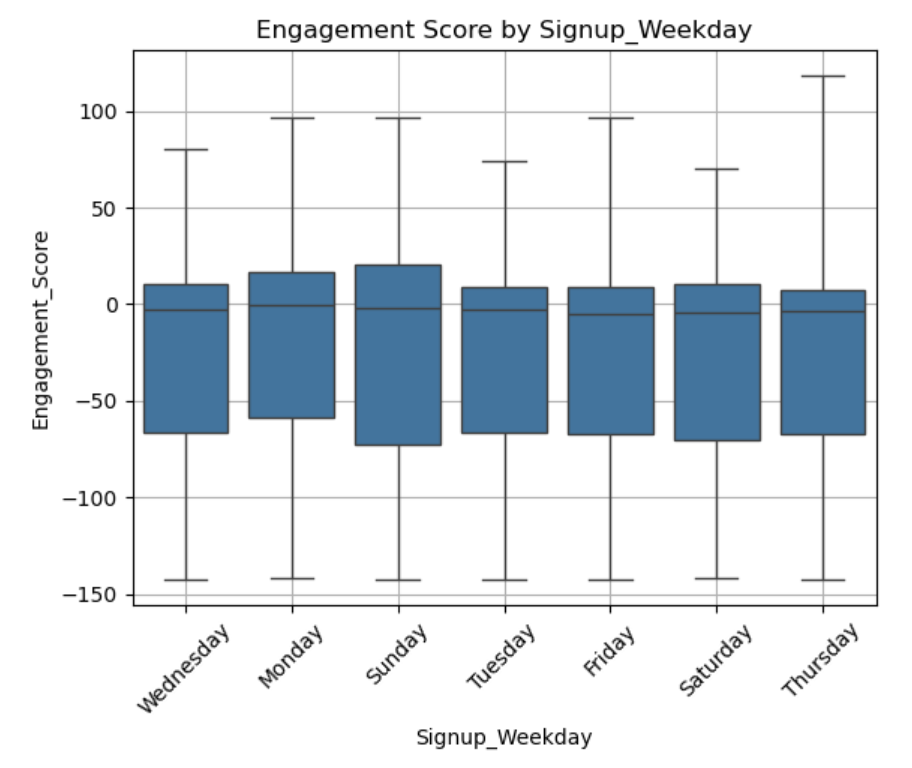 Engagement Score by Signup_Weekday
Engagement_Score
100
50
0
−50
−100
−150
Wednesday
Monday
Sunday
Tuesday
Friday
Saturday
Thursday
Signup_Weekday